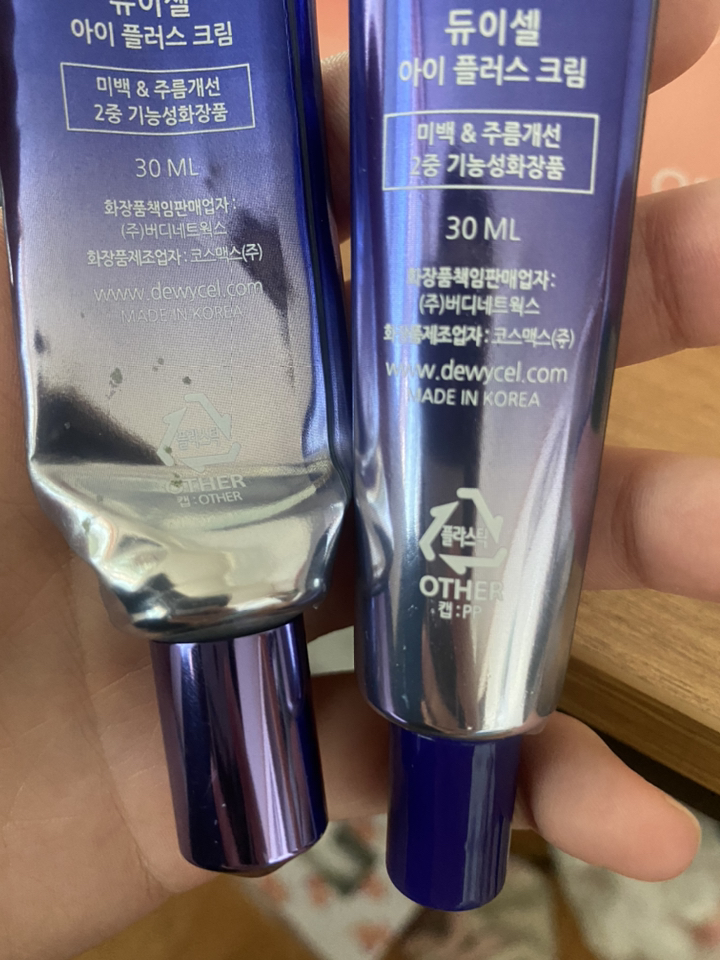 듀이셀
아이 플러스 크림
미백 & 주름개선
2중 기능성화장품
30 ML
화장품책임판매업자 :
(주)버디네트웍스
화장품제조업자 : 코스맥스(주)
www.dewycel.com
MADE IN KOREA
플라스틱
OTHER
캡 : OTHER
듀이셀
아이 플러스 크림
미백 & 주름개선
2중 기능성화장품
30 ML
화장품책임판매업자 :
(주)버디네트웍스
화장품제조업자 : 코스맥스(주)
www.dewycel.com
MADE IN KOREA
플라스틱
OTHER
캡 : PP